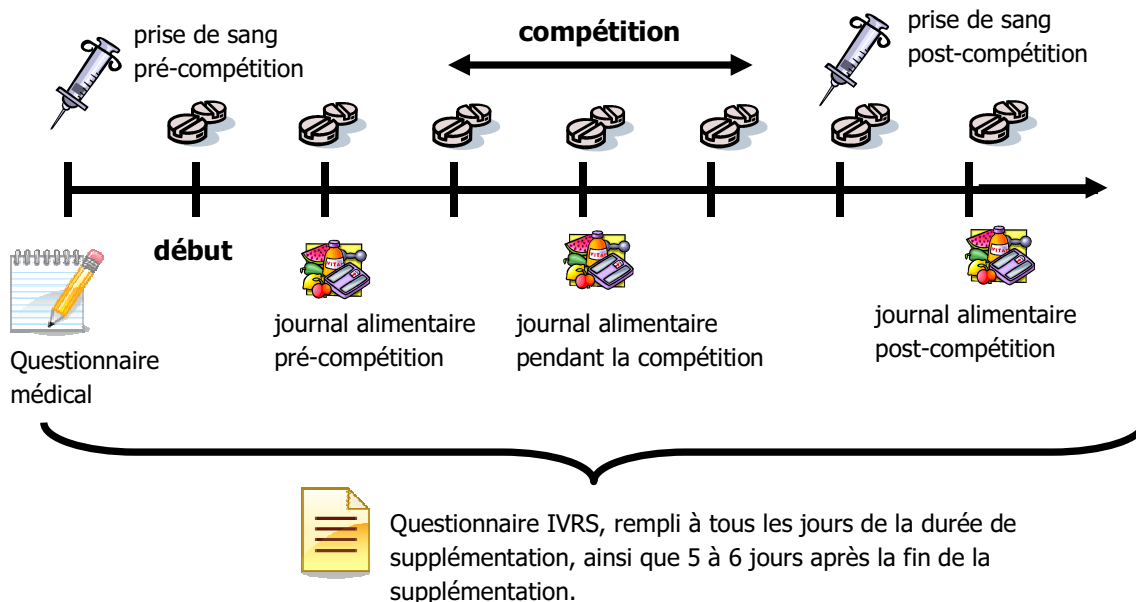 prise de sang
pré-compétition
compétition
prise de sang
post-compétition
début
journal alimentaire
pré-compétition
journal alimentaire
pendant la compétition
journal alimentaire
post-compétition
Questionnaire
médical
Questionnaire IVRS, rempli à tous les jours de la durée de
supplémentation, ainsi que 5 à 6 jours après la fin de la
supplémentation.